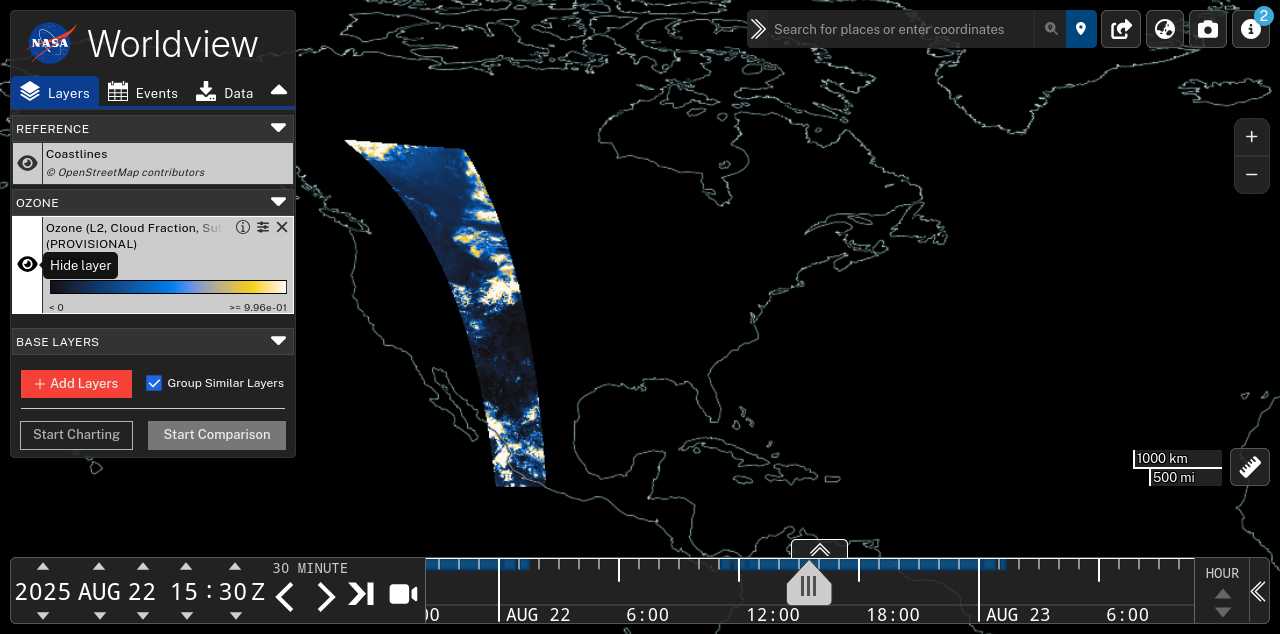 NASA
Worldview
Layers
Events
Data
REFERENCE
Coastlines
© OpenStreetMap contributors
OZONE
Ozone (L2, Cloud Fraction,
(PROVISIONAL)
Hide layer
< 0
>= 9.96e-01
BASE LAYERS
+ Add Layers
Group Similar Layers
Start Charting
Start Comparison
Search for places or enter coordinates
2
+
−
1000 km
500 mi
2025 AUG 22 15 : 30 Z
30 MINUTE
AUG 22
6:00
12:00
18:00
AUG 23
6:00
HOUR